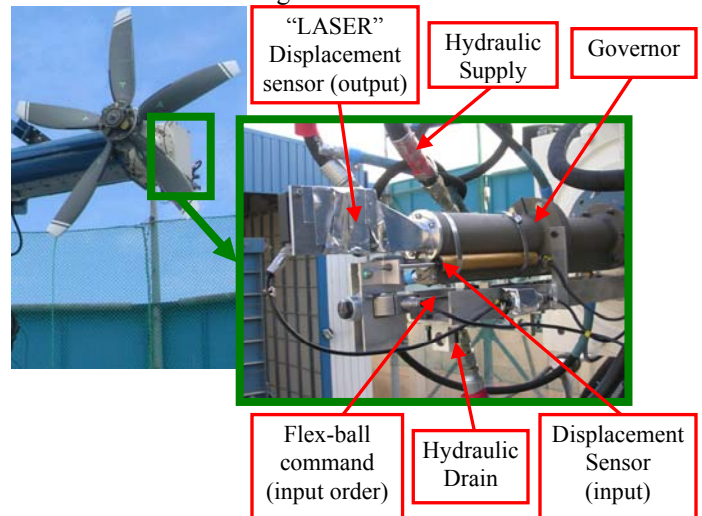 “LASER”
Displacement
sensor (output)
Hydraulic
Supply
Governor
Flex-ball
command
(input order)
Hydraulic
Drain
Displacement
Sensor
(input)